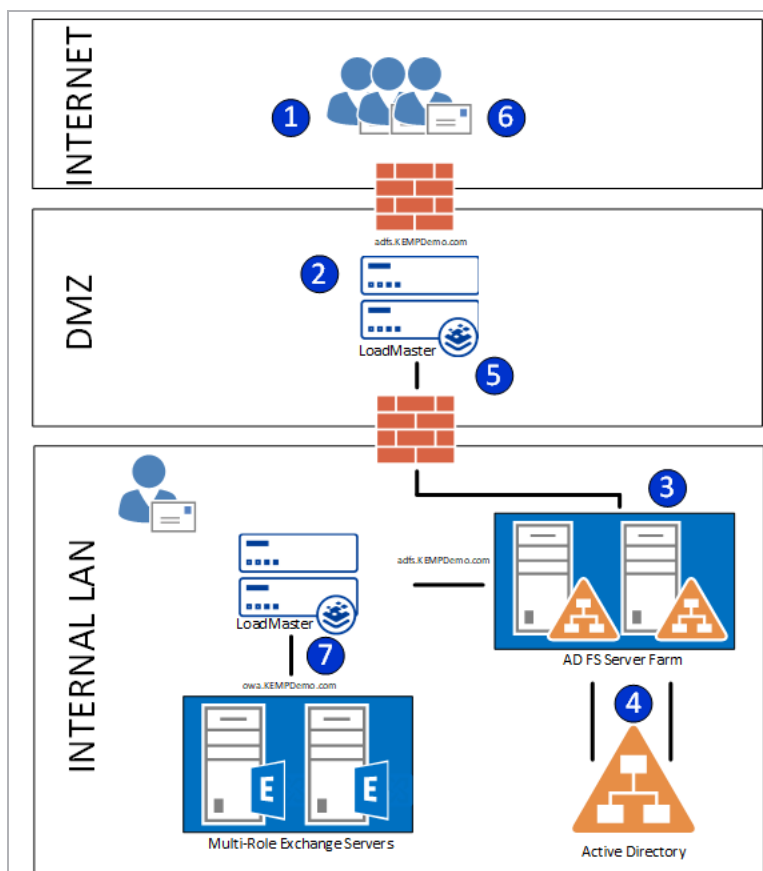 INTERNET
1
6
adfs.KEMPDemo.com
DMZ
2
LoadMaster
5
INTERNAL LAN
3
adfs.KEMPDemo.com
LoadMaster
7
AD FS Server Farm
owa.KEMPDemo.com
4
E
E
Multi-Role Exchange Servers
Active Directory